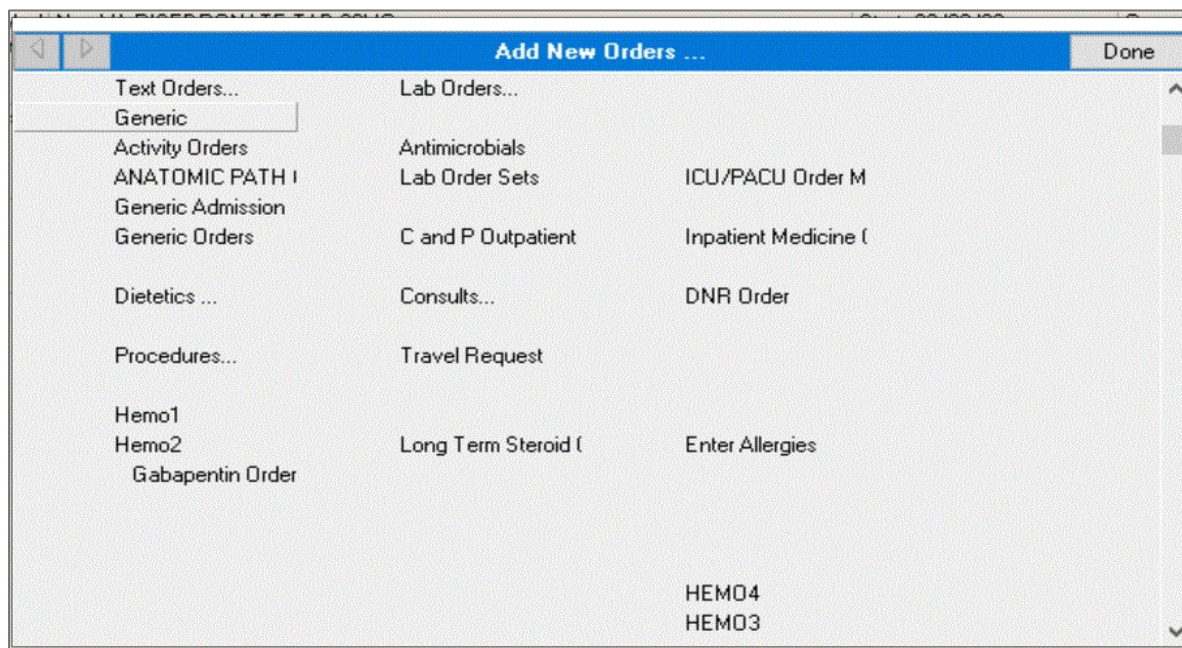 Add New Orders ... Done
Text Orders... Lab Orders...
Generic
Activity Orders Antimicrobials
ANATOMIC PATH Lab Order Sets ICU/PACU Order M
Generic Admission
Generic Orders C and P Outpatient Inpatient Medicine (
Dietetics ... Consults... DNR Order
Procedures... Travel Request
Hemo1
Hemo2 Long Term Steroid ( Enter Allergies
Gabapentin Order
HEMO4
HEMO3